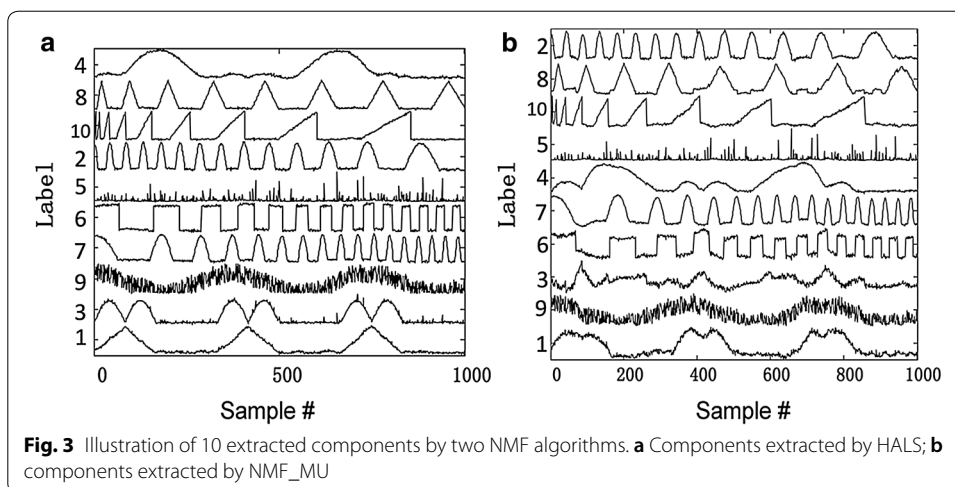 a
Label
4
8
10
2
5
6
7
9
3
1
0 500 1000
Sample #
b
2
8
10
5
4
7
6
3
9
1
0 200 400 600 800 1000
Sample #
Fig. 3 Illustration of 10 extracted components by two NMF algorithms. a Components extracted by HALS; b
components extracted by NMF_MU